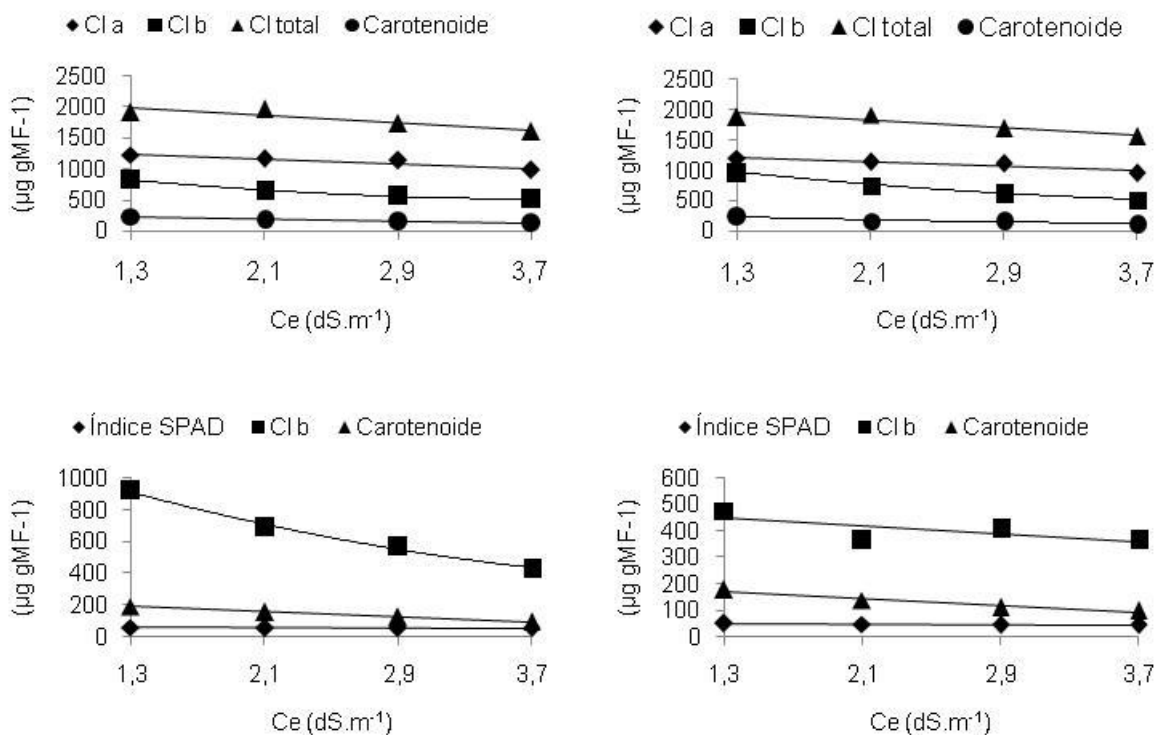 Cl a Cl b Cl total Carotenoide
(µg gMF-1)
2500
2000
1500
1000
500
0
1,3 2,1 2,9 3,7
Ce (dS.m-1)
Cl a Cl b Cl total Carotenoide
(µg gMF-1)
2500
2000
1500
1000
500
0
1,3 2,1 2,9 3,7
Ce (dS.m-1)
Índice SPAD Cl b Carotenoide
(µg gMF-1)
1000
800
600
400
200
0
1,3 2,1 2,9 3,7
Ce (dS.m-1)
Índice SPAD Cl b Carotenoide
(µg gMF-1)
600
500
400
300
200
100
0
1,3 2,1 2,9 3,7
Ce (dS.m-1)